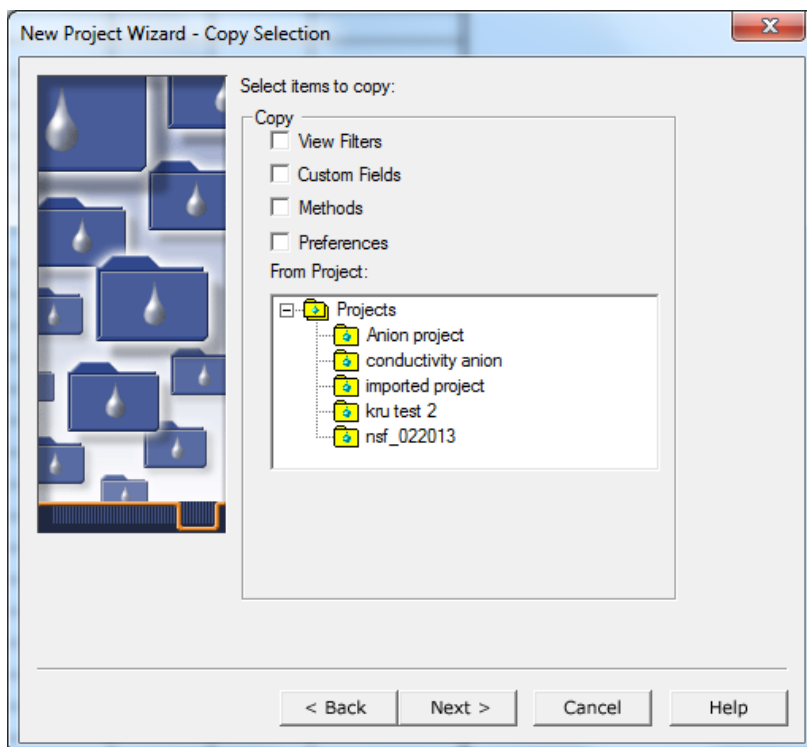 New Project Wizard - Copy Selection
Select items to copy:
Copy
View Filters
Custom Fields
Methods
Preferences
From Project:
Projects
Anion project
conductivity anion
imported project
kru test 2
nsf_022013
< Back Next > Cancel Help